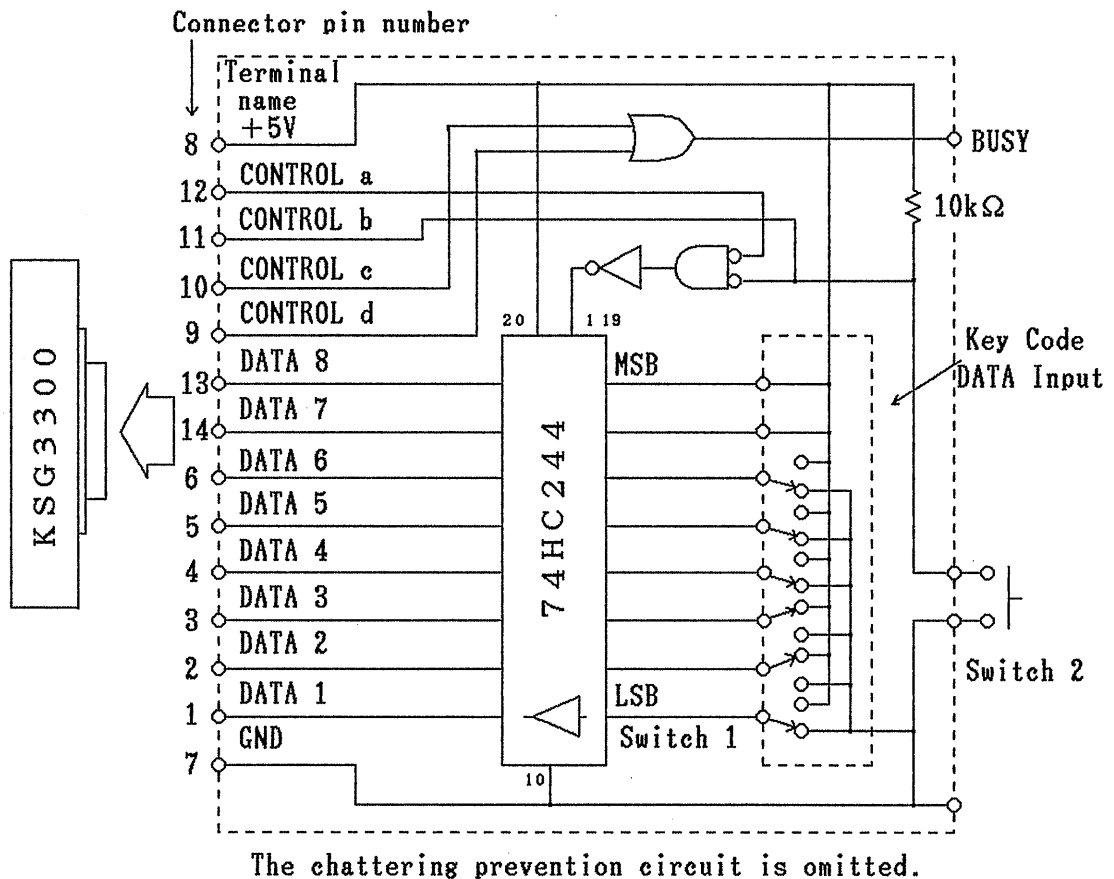 Connector pin number
Terminal
name
8
+5V
BUSY
12
CONTROL a
11
CONTROL b
10kΩ
10
CONTROL c
9
CONTROL d
20
1 19
KSG3300
13
DATA 8
MSB
Key Code
DATA Input
14
DATA 7
6
DATA 6
5
DATA 5
74HC244
4
DATA 4
3
DATA 3
2
DATA 2
Switch 2
1
DATA 1
LSB
Switch 1
7
GND
10
The chattering prevention circuit is omitted.